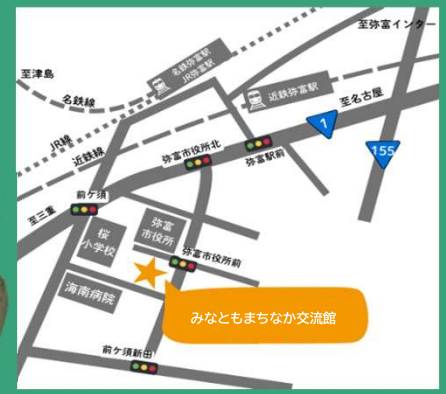 至弥富インター
至津島
名鉄弥富駅
JR弥富駅
名鉄線
近鉄弥富駅
至名古屋
JR線
1
近鉄線
弥富市役所北
弥富駅前
155
前ケ須
至三重
桜
小学校
弥富
市役所
弥富市役所前
海南病院
みなともまちなか交流館
前ケ須新田